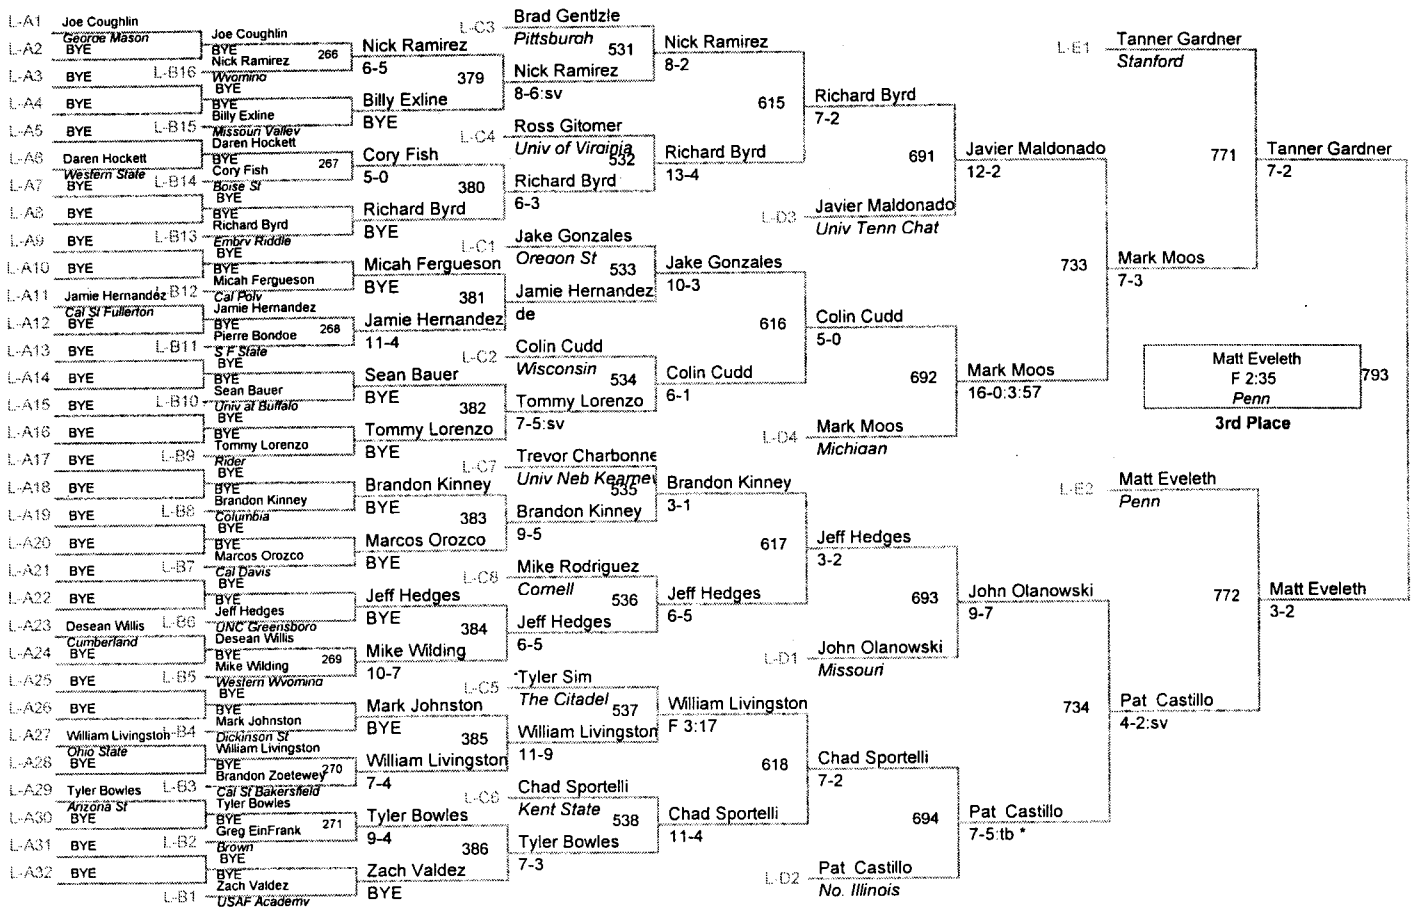 L-A1 Joe Coughlin
George Mason
L-A2 BYE
L-A3 BYE
L-A4 BYE
L-A5 BYE
L-A6 Daren Hockett
Western State
L-A7 BYE
L-A8 BYE
L-A9 BYE
L-A10 BYE
L-A11 Jamie Hernandez
Cal St Fullerton
L-A12 BYE
L-A13 BYE
L-A14 BYE
L-A15 BYE
L-A16 BYE
L-A17 BYE
L-A18 BYE
L-A19 BYE
L-A20 BYE
L-A21 BYE
L-A22 BYE
L-A23 Desean Willis
Cumberland
L-A24 BYE
L-A25 BYE
L-A26 BYE
L-A27 William Livingston
Ohio State
L-A28 BYE
L-A29 Tyler Bowles
Arizona St
L-A30 BYE
L-A31 BYE
L-A32 BYE
Joe Coughlin
BYE
266
L-B16 Nick Ramirez
Wyoming
BYE
BYE
L-B15 Billy Exline
Missouri Valley
Daren Hockett
BYE
267
L-B14 Cory Fish
Boise St
BYE
BYE
L-B13 Richard Byrd
Embry Riddle
BYE
BYE
L-B12 Micah Fergueson
Cal Poly
Jamie Hernandez
BYE
268
L-B11 Pierre Bondoe
S F State
BYE
BYE
L-B10 Sean Bauer
Univ at Buffalo
BYE
BYE
L-B9 Tommy Lorenzo
Rider
BYE
BYE
L-B8 Brandon Kinney
Columbia
BYE
BYE
L-B7 Marcos Orozco
Cal Davis
BYE
BYE
L-B6 Jeff Hedges
UNC Greensboro
Desean Willis
BYE
269
L-B5 Mike Wilding
Western Wyoming
BYE
BYE
L-B4 Mark Johnston
Dickinson St
William Livingston
BYE
270
L-B3 Brandon Zoetewey
Cal St Bakersfield
Tyler Bowles
BYE
271
L-B2 Greg EinFrank
Brown
BYE
BYE
L-B1 Zach Valdez
USAF Academy
Nick Ramirez
6-5
379
Billy Exline
BYE
Cory Fish
5-0
380
Richard Byrd
BYE
Micah Fergueson
BYE
381
Jamie Hernandez
11-4
Sean Bauer
BYE
382
Tommy Lorenzo
BYE
Brandon Kinney
BYE
383
Marcos Orozco
BYE
Jeff Hedges
BYE
384
Mike Wilding
10-7
Mark Johnston
BYE
385
William Livingston
7-4
Tyler Bowles
9-4
386
Zach Valdez
BYE
L-C3 Brad Gentizle
Pittsburgh
531
Nick Ramirez
8-6:sv
L-C4 Ross Gitomer
Univ of Virginia
532
Richard Byrd
6-3
L-C1 Jake Gonzales
Oregon St
533
Jamie Hernandez
de
L-C2 Colin Cudd
Wisconsin
534
Tommy Lorenzo
7-5:sv
L-C7 Trevor Charbonne
Univ Neb Kearney
535
Brandon Kinney
9-5
L-C8 Mike Rodriguez
Cornell
536
Jeff Hedges
6-5
L-C5 Tyler Sim
The Citadel
537
William Livingston
11-9
L-C6 Chad Sportelli
Kent State
538
Tyler Bowles
7-3
Nick Ramirez
8-2
615
Richard Byrd
13-4
Jake Gonzales
10-3
616
Colin Cudd
6-1
Brandon Kinney
3-1
617
Jeff Hedges
6-5
William Livingston
F 3:17
618
Chad Sportelli
11-4
Richard Byrd
7-2
691
L-D3 Javier Maldonado
Univ Tenn Chat
Colin Cudd
5-0
692
L-D4 Mark Moos
Michigan
Jeff Hedges
3-2
693
L-D1 John Olanowski
Missouri
Chad Sportelli
7-2
694
L-D2 Pat Castillo
No. Illinois
Javier Maldonado
12-2
733
Mark Moos
16-0:3:57
John Olanowski
9-7
734
Pat Castillo
7-5:tb *
L-E1 Tanner Gardner
Stanford
771
Mark Moos
7-3
L-E2 Matt Eveleth
Penn
772
Pat Castillo
4-2:sv
Tanner Gardner
7-2
Matt Eveleth
3-2
Matt Eveleth
F 2:35
Penn
793
3rd Place